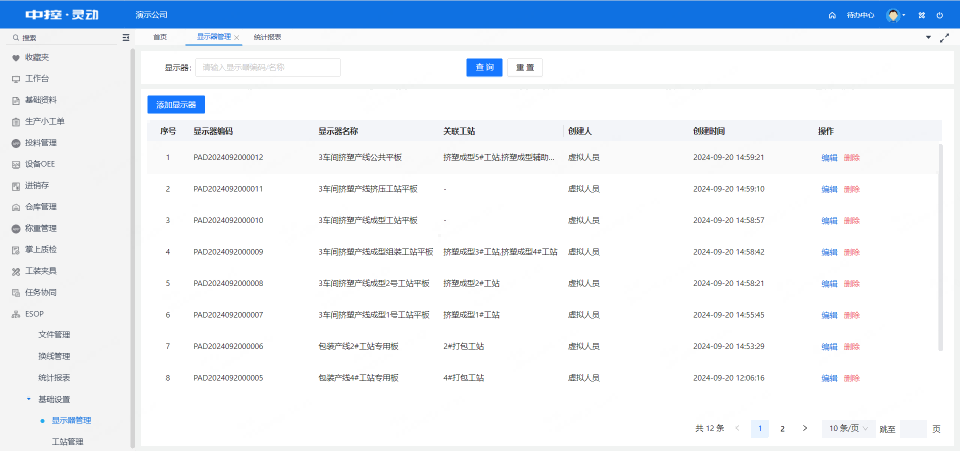 中控·灵动 演示公司 待办中心
搜索 首页 显示器管理 统计报表
收藏夹
工作台
基础资料
生产小工单
投料管理
设备OEE
进销存
仓库管理
称重管理
掌上质检
工装夹具
任务协同
ESOP
文件管理
换线管理
统计报表
基础设置
显示器管理
工站管理
显示器: 请输入显示器编码/名称 查 询 重 置
添加显示器
序号 显示器编码 显示器名称 关联工站 创建人 创建时间 操作
1 PAD2024092000012 3车间挤塑产线公共平板 挤塑成型5#工站,挤塑成型辅助... 虚拟人员 2024-09-20 14:59:21 编辑 删除
2 PAD2024092000011 3车间挤塑产线挤压工站平板 - 虚拟人员 2024-09-20 14:59:10 编辑 删除
3 PAD2024092000010 3车间挤塑产线成型工站平板 - 虚拟人员 2024-09-20 14:58:57 编辑 删除
4 PAD2024092000009 3车间挤塑产线成型组装工站平板 挤塑成型3#工站,挤塑成型4#工站 虚拟人员 2024-09-20 14:58:42 编辑 删除
5 PAD2024092000008 3车间挤塑产线成型2号工站平板 挤塑成型2#工站 虚拟人员 2024-09-20 14:58:21 编辑 删除
6 PAD2024092000007 3车间挤塑产线成型1号工站平板 挤塑成型1#工站 虚拟人员 2024-09-20 14:55:45 编辑 删除
7 PAD2024092000006 包装产线2#工站专用板 2#打包工站 虚拟人员 2024-09-20 14:53:29 编辑 删除
8 PAD2024092000005 包装产线4#工站专用板 4#打包工站 虚拟人员 2024-09-20 12:06:16 编辑 删除
共 12 条 1 2 10 条/页 跳至 页